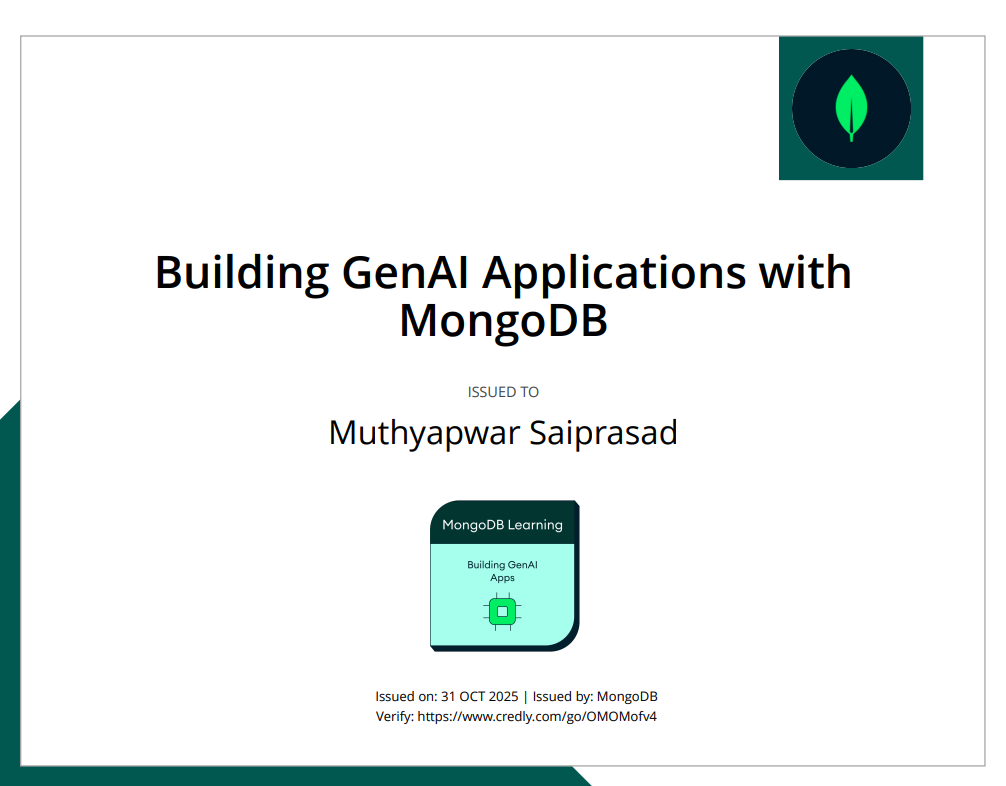 Building GenAI Applications with
MongoDB
ISSUED TO
Muthyapwar Saiprasad
MongoDB Learning
Building GenAI
Apps
Issued on: 31 OCT 2025 | Issued by: MongoDB
Verify: https://www.credly.com/go/OMOMofv4